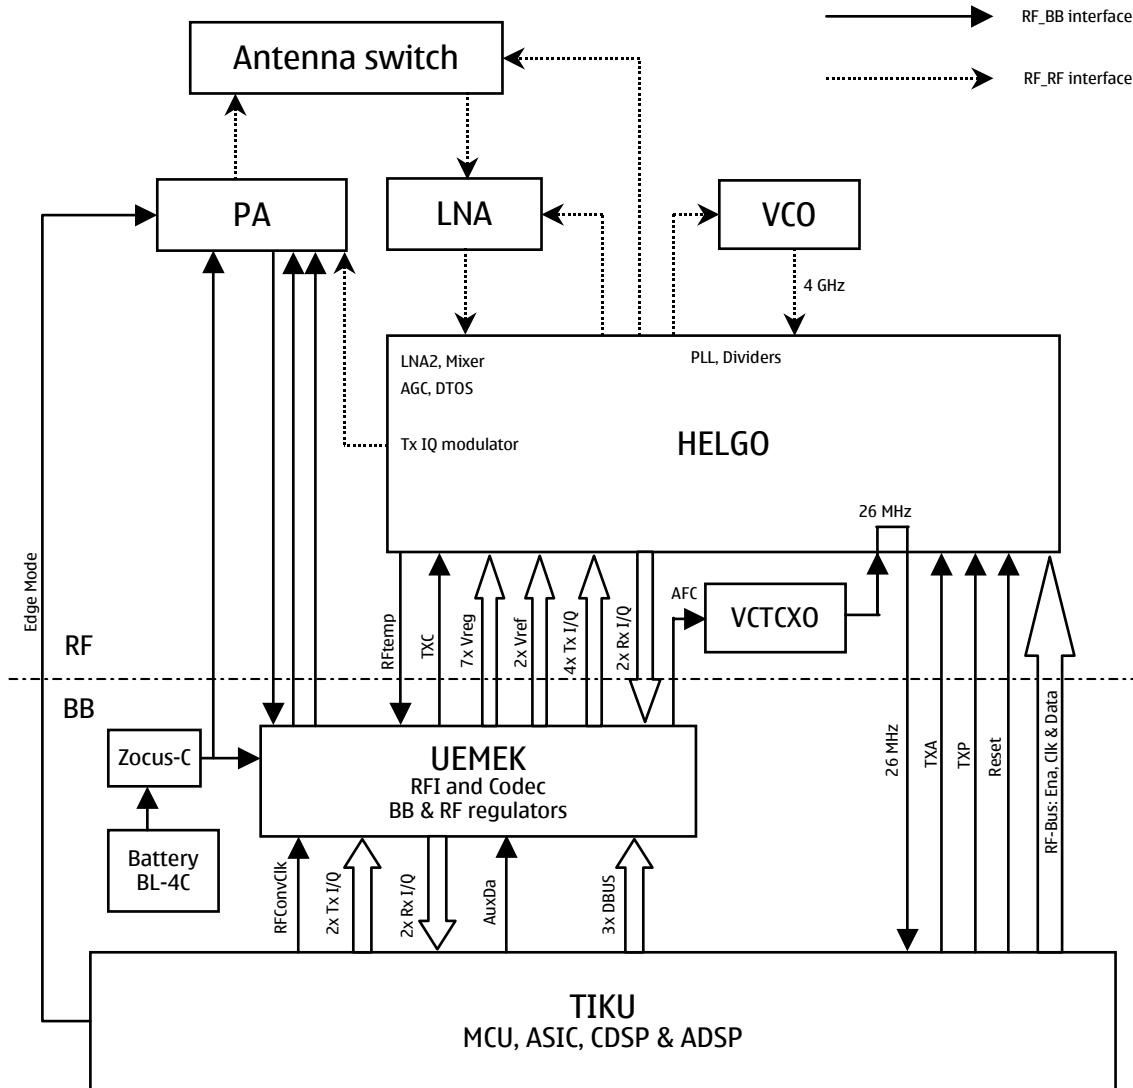 RF_BB interface
Antenna switch
RF_RF interface
PA
LNA
VCO
4 GHz
LNA2, Mixer
PLL, Dividers
AGC, DTOS
Tx IQ modulator
HELGO
26 MHz
Edge Mode
RFtemp
TXC
7x Vreg
2x Vref
4x Tx I/Q
2x Rx I/Q
AFC
VCTCXO
RF
BB
Zocus-C
UEMEK
RFI and Codec
BB & RF regulators
26 MHz
TXA
TXP
Reset
RF-Bus: Ena, Clk & Data
Battery
BL-4C
RFConvClk
2x Tx I/Q
2x Rx I/Q
AuxDa
3x DBUS
TIKU
MCU, ASIC, CDSP & ADSP